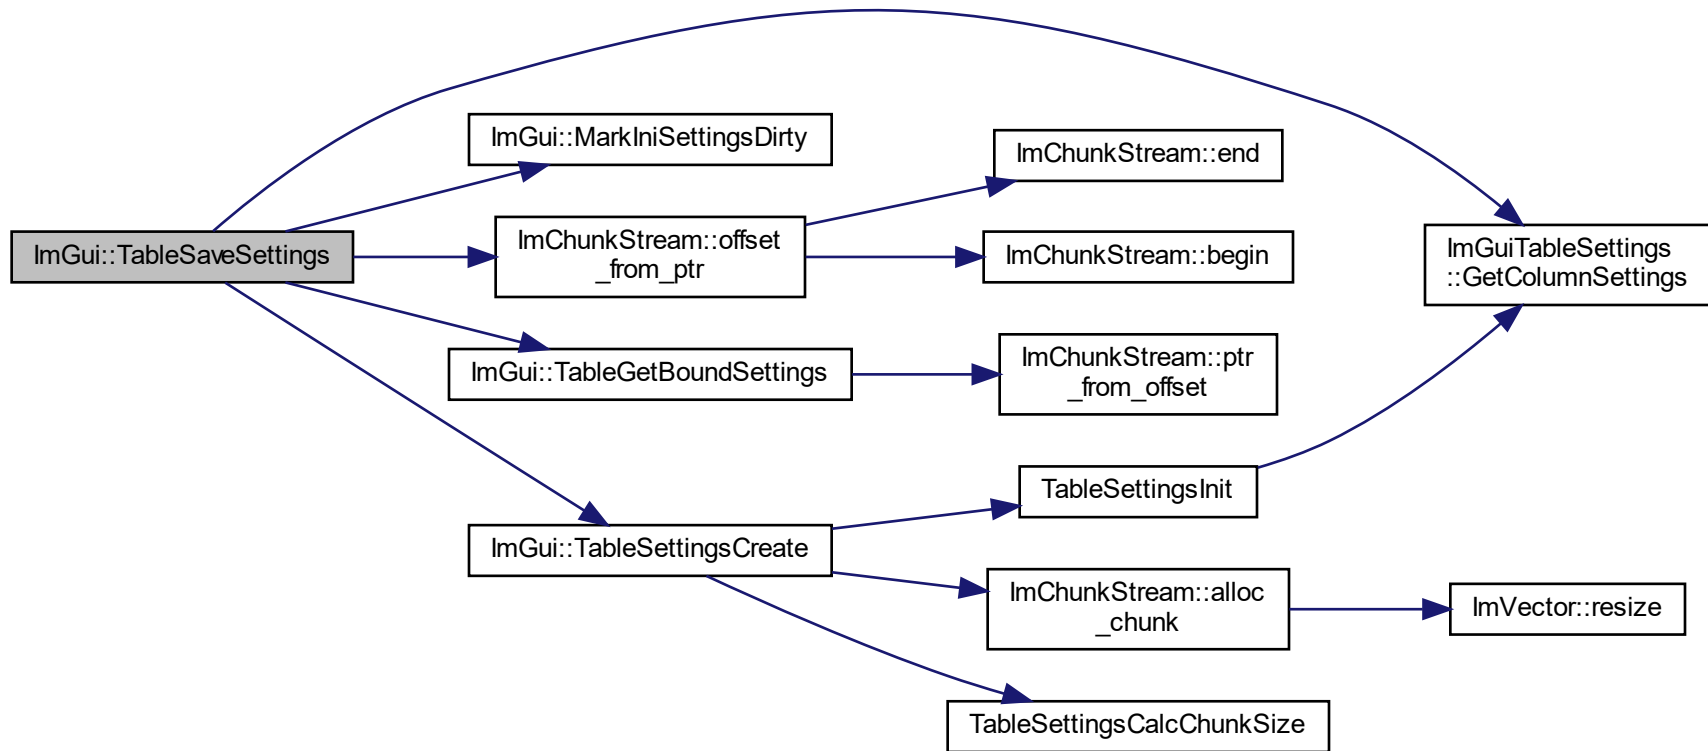 ImGui::TableSaveSettings
ImGui::MarkIniSettingsDirty
ImChunkStream::offset
_from_ptr
ImGui::TableGetBoundSettings
ImGui::TableSettingsCreate
ImChunkStream::end
ImChunkStream::begin
ImChunkStream::ptr
_from_offset
TableSettingsInit
ImChunkStream::alloc
_chunk
TableSettingsCalcChunkSize
ImGuiTableSettings
::GetColumnSettings
ImVector::resize